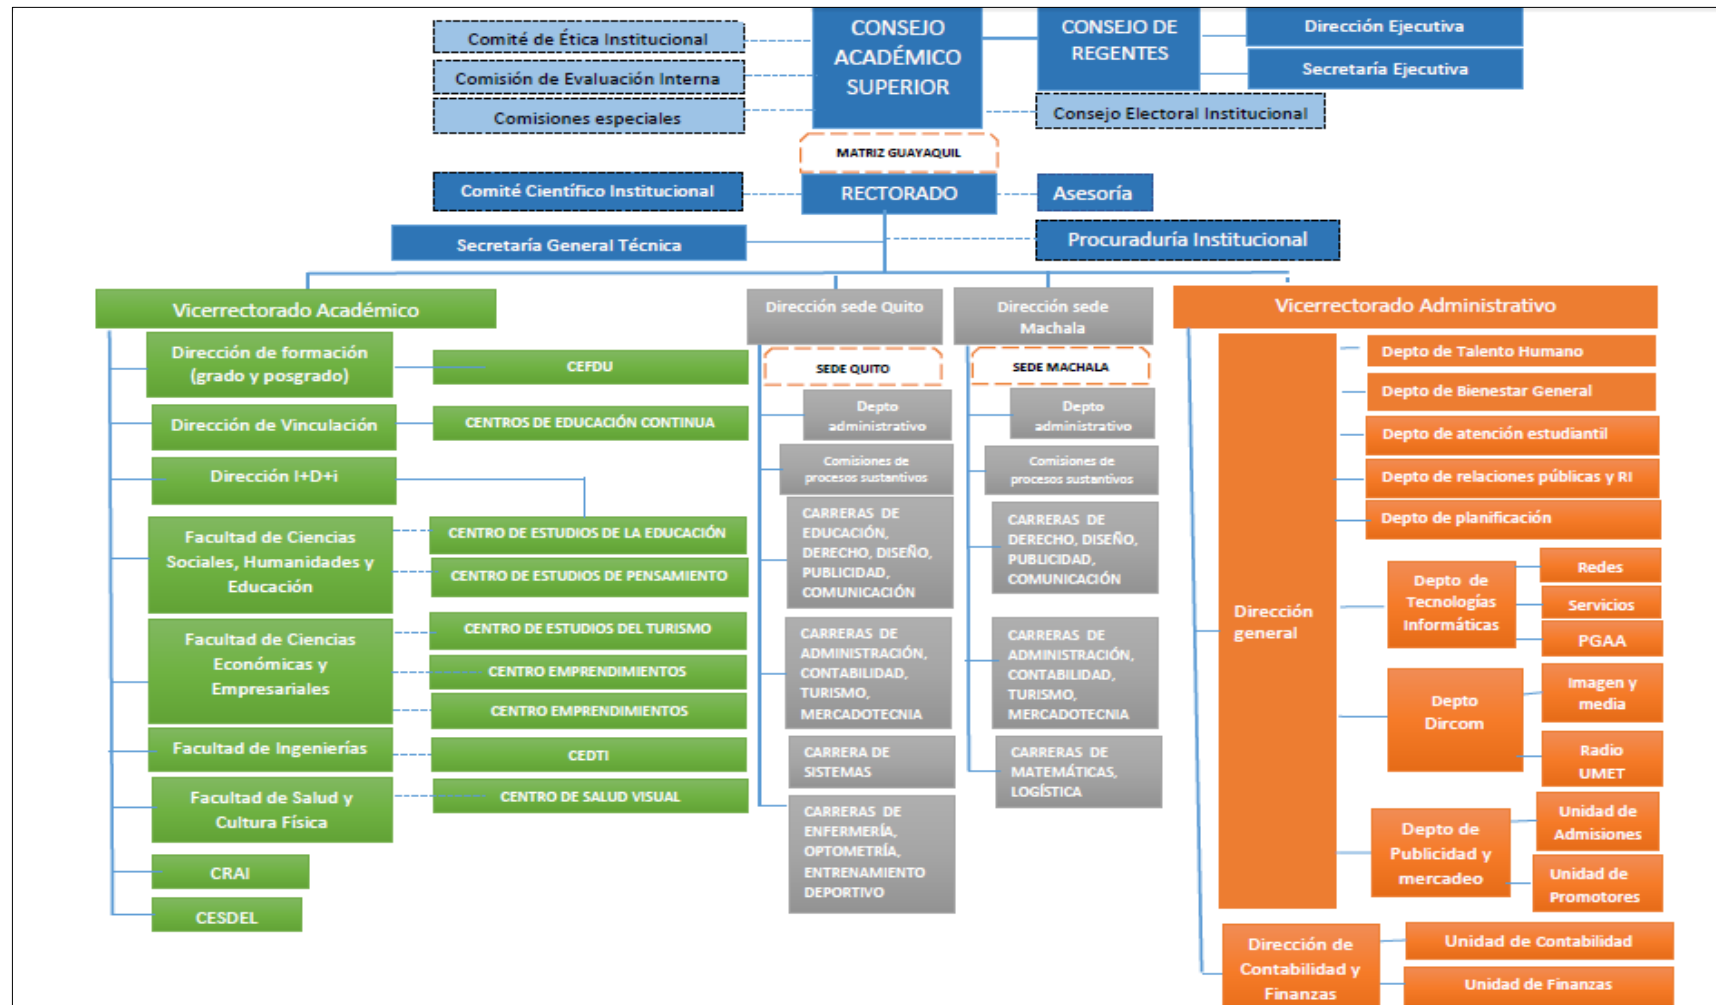 CONSEJO
ACADÉMICO
SUPERIOR
CONSEJO DE
REGENTES
Dirección Ejecutiva
Secretaría Ejecutiva
Comité de Ética Institucional
Comisión de Evaluación Interna
Comisiones especiales
Consejo Electoral Institucional
MATRIZ GUAYAQUIL
Comité Científico Institucional
RECTORADO
Asesoría
Secretaría General Técnica
Procuraduría Institucional
Vicerrectorado Académico
Dirección de formación
(grado y posgrado)
CEFDU
Dirección de Vinculación
CENTROS DE EDUCACIÓN CONTINUA
Dirección I+D+i
Facultad de Ciencias
Sociales, Humanidades y
Educación
CENTRO DE ESTUDIOS DE LA EDUCACIÓN
CENTRO DE ESTUDIOS DE PENSAMIENTO
Facultad de Ciencias
Económicas y
Empresariales
CENTRO DE ESTUDIOS DEL TURISMO
CENTRO EMPRENDIMIENTOS
CENTRO EMPRENDIMIENTOS
Facultad de Ingenierías
CEDTI
Facultad de Salud y
Cultura Física
CENTRO DE SALUD VISUAL
CRAI
CESDEL
Dirección sede Quito
SEDE QUITO
Depto
administrativo
Comisiones de
procesos sustantivos
CARRERAS DE
EDUCACIÓN,
DERECHO, DISEÑO,
PUBLICIDAD,
COMUNICACIÓN
CARRERAS DE
ADMINISTRACIÓN,
CONTABILIDAD,
TURISMO,
MERCADOTECNIA
CARRERA DE
SISTEMAS
CARRERAS DE
ENFERMERÍA,
OPTOMETRÍA,
ENTRENAMIENTO
DEPORTIVO
Dirección sede
Machala
SEDE MACHALA
Depto
administrativo
Comisiones de
procesos sustantivos
CARRERAS DE
DERECHO, DISEÑO,
PUBLICIDAD,
COMUNICACIÓN
CARRERAS DE
ADMINISTRACIÓN,
CONTABILIDAD,
TURISMO,
MERCADOTECNIA
CARRERAS DE
MATEMÁTICAS,
LOGÍSTICA
Vicerrectorado Administrativo
Dirección
general
Depto de Talento Humano
Depto de Bienestar General
Depto de atención estudiantil
Depto de relaciones públicas y RI
Depto de planificación
Depto de
Tecnologías
Informáticas
Redes
Servicios
PGAA
Depto
Dircom
Imagen y
media
Radio
UMET
Depto de
Publicidad y
mercadeo
Unidad de
Admisiones
Unidad de
Promotores
Dirección de
Contabilidad y
Finanzas
Unidad de Contabilidad
Unidad de Finanzas